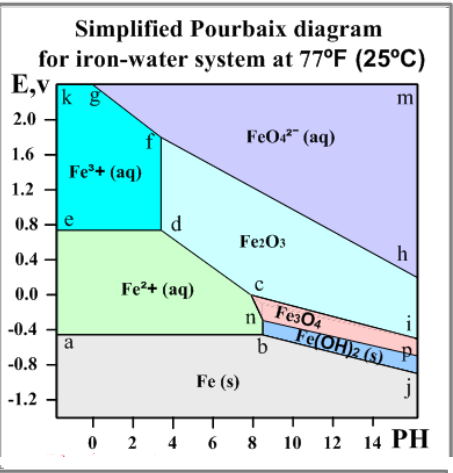 Simplified Pourbaix diagram
for iron-water system at 77ºF (25ºC)
E,v
k g m
2.0
FeO₄²⁻ (aq)
f
1.6
Fe³+ (aq)
1.2
e d
0.8
Fe₂O₃
h
0.4
Fe²+ (aq)
c
0.0
n Fe₃O₄ i
-0.4
a b Fe(OH)₂ (s) p
-0.8
Fe (s) j
-1.2
0 2 4 6 8 10 12 14 PH